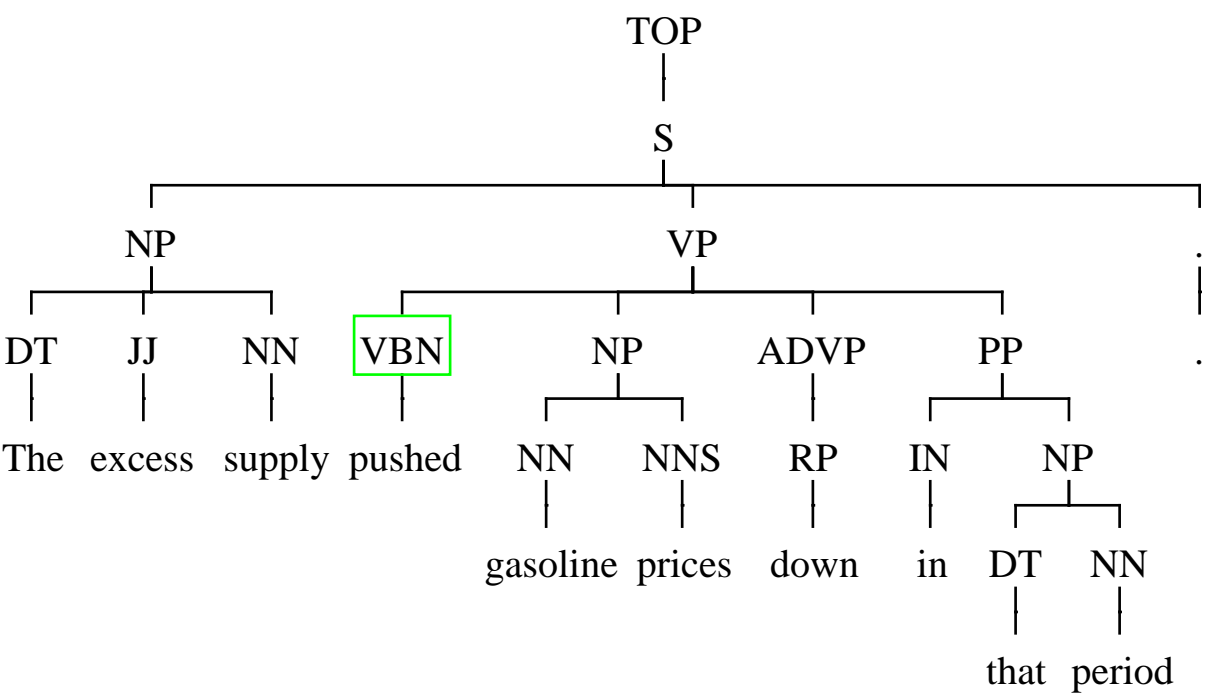 TOP
S
NP VP .
DT JJ NN VBN NP ADVP PP .
The excess supply pushed NN NNS RP IN NP
gasoline prices down in DT NN
that period